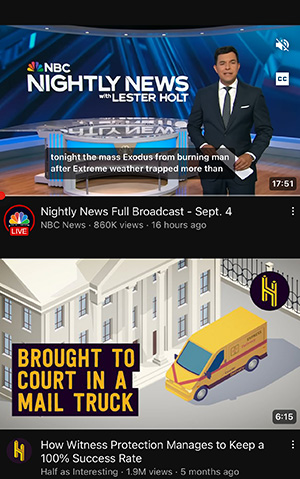 NBC
NIGHTLY NEWS
with LESTER HOLT
CC
tonight the mass Exodus from burning man
after Extreme weather trapped more than
17:51
Nightly News Full Broadcast - Sept. 4
NBC News · 860K views · 16 hours ago
LIVE
BROUGHT TO
COURT IN A
MAIL TRUCK
6:15
How Witness Protection Manages to Keep a
100% Success Rate
Half as Interesting · 1.9M views · 5 months ago